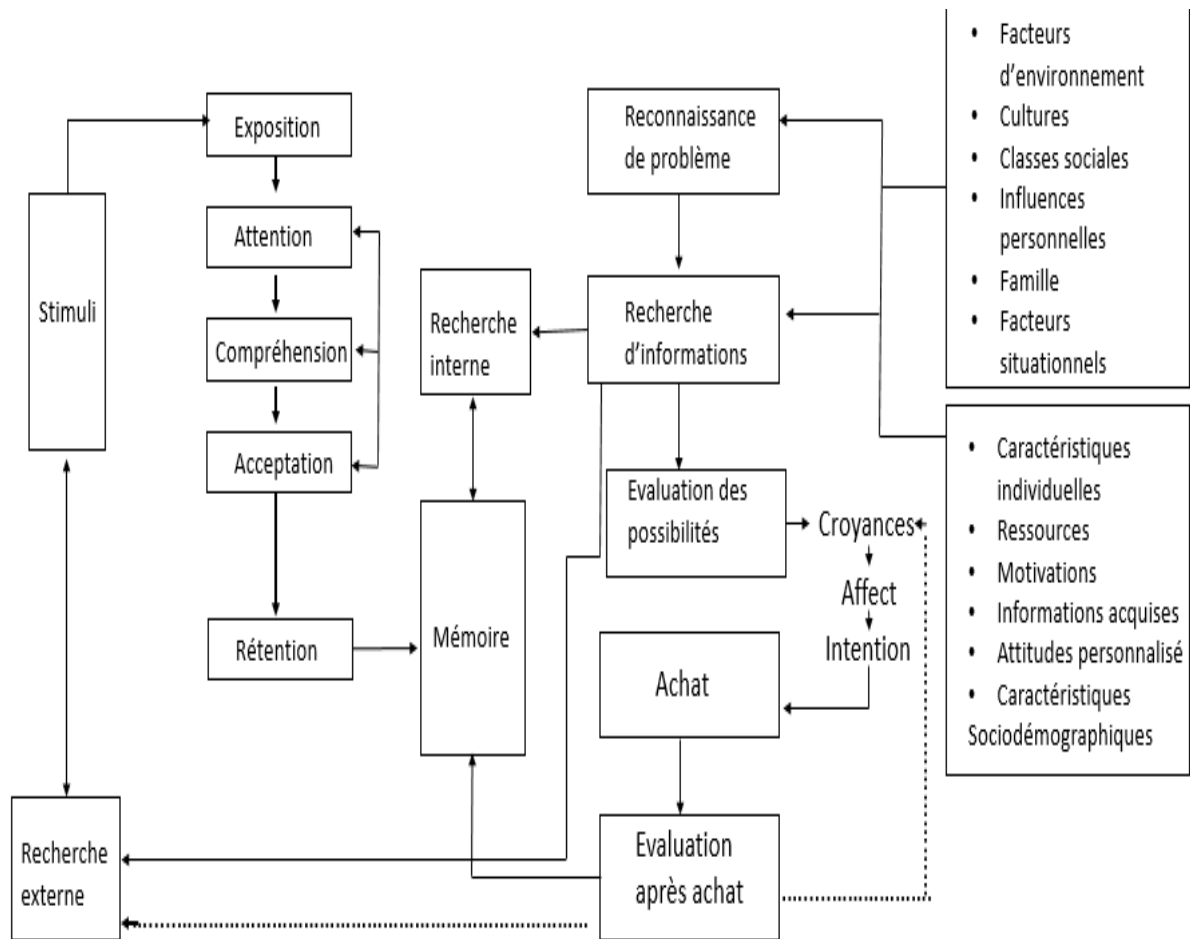 Stimuli
Recherche
externe
Exposition
Attention
Compréhension
Acceptation
Rétention
Recherche
interne
Mémoire
Reconnaissance
de problème
Recherche
d'informations
Evaluation des
possibilités
Croyances
Affect
Intention
Achat
Evaluation
après achat
• Facteurs
d'environnement
• Cultures
• Classes sociales
• Influences
personnelles
• Famille
• Facteurs
situationnels
• Caractéristiques
individuelles
• Ressources
• Motivations
• Informations acquises
• Attitudes personnalisé
• Caractéristiques
Sociodémographiques